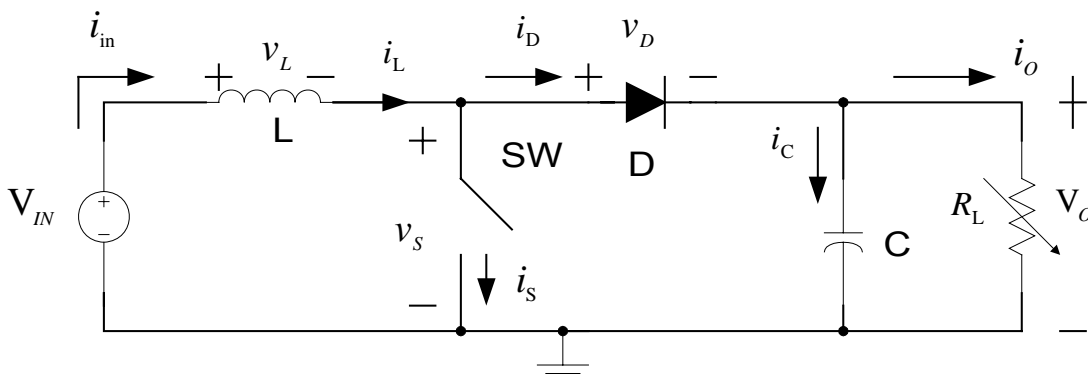 i_in
v_L
i_L
i_D
v_D
i_O
+
−
+
−
+
L
+
SW
D
i_C
V_IN
+
−
v_S
R_L
V_O
C
i_S
−
−